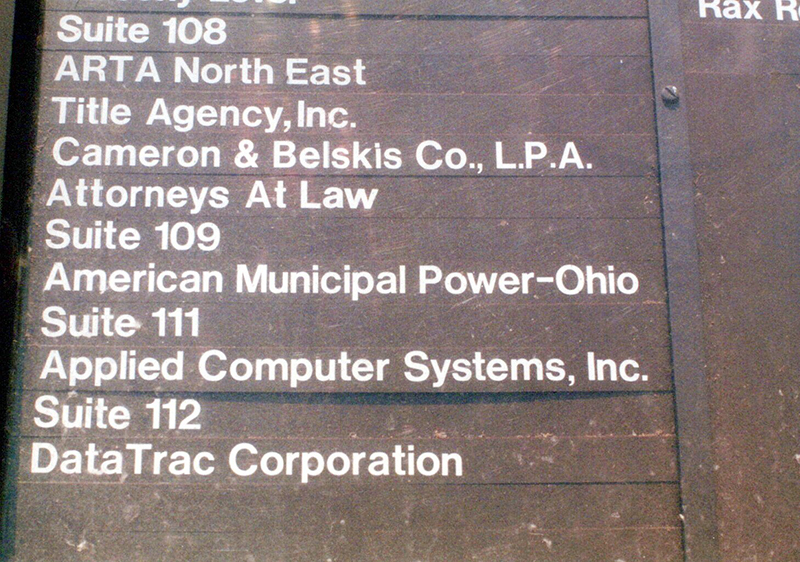 Suite 108
ARTA North East
Title Agency, Inc.
Cameron & Belskis Co., L.P.A.
Attorneys At Law
Suite 109
American Municipal Power-Ohio
Suite 111
Applied Computer Systems, Inc.
Suite 112
DataTrac Corporation
Rax